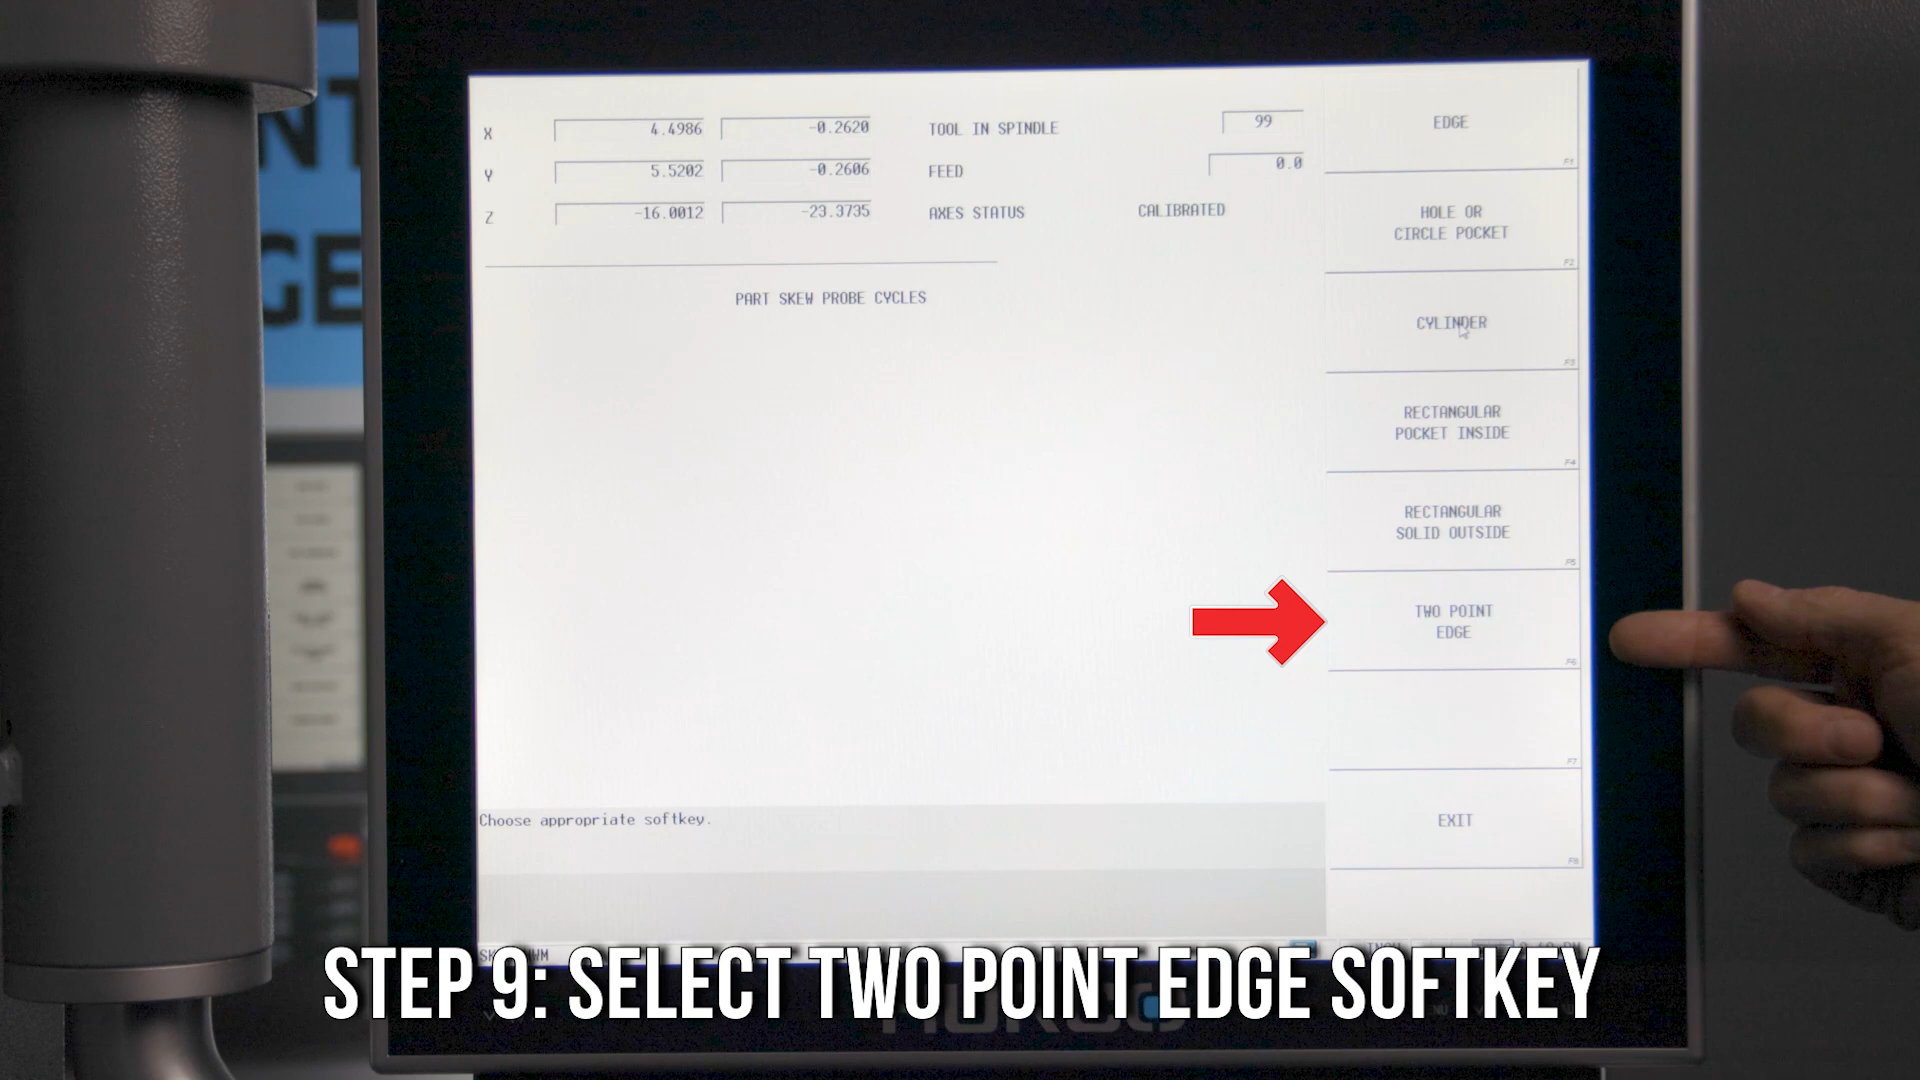 X 4.4986 -0.2620 TOOL IN SPINDLE 99
Y 5.5202 -0.2606 FEED 0.0
Z -16.0012 -23.3735 AXES STATUS CALIBRATED
PART SKEW PROBE CYCLES
EDGE
F1
HOLE OR
CIRCLE POCKET
F2
CYLINDER
F3
RECTANGULAR
POCKET INSIDE
F4
RECTANGULAR
SOLID OUTSIDE
F5
TWO POINT
EDGE
F6
F7
EXIT
F8
Choose appropriate softkey.
STEP 9: SELECT TWO POINT EDGE SOFTKEY